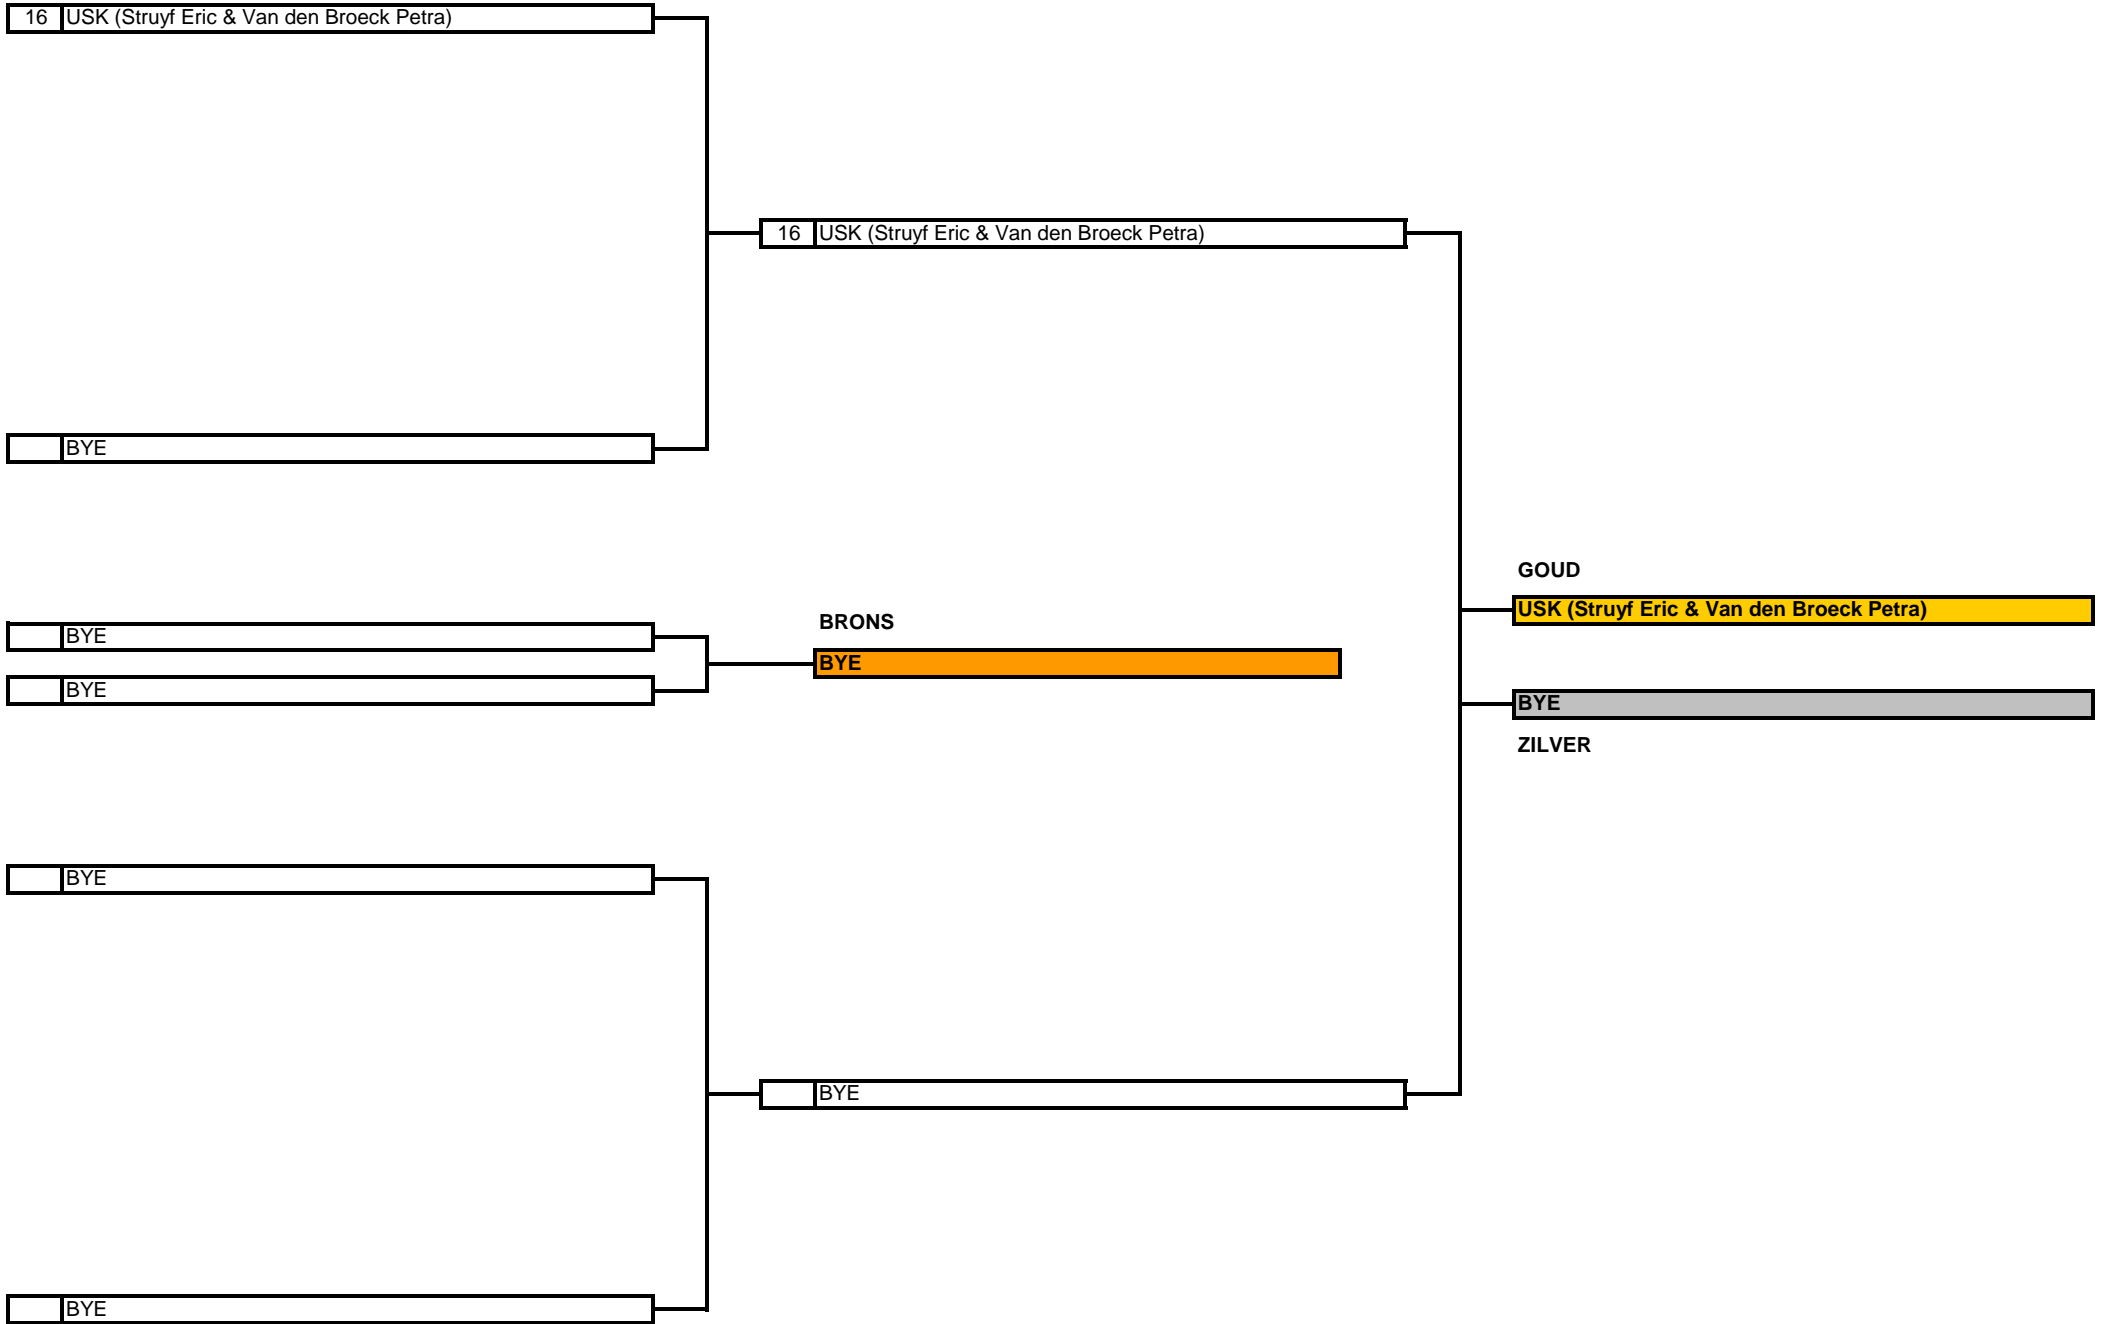 16 USK (Struyf Eric & Van den Broeck Petra)
16 USK (Struyf Eric & Van den Broeck Petra)
BYE
GOUD
USK (Struyf Eric & Van den Broeck Petra)
BRONS
BYE
BYE
BYE
BYE
ZILVER
BYE
BYE
BYE